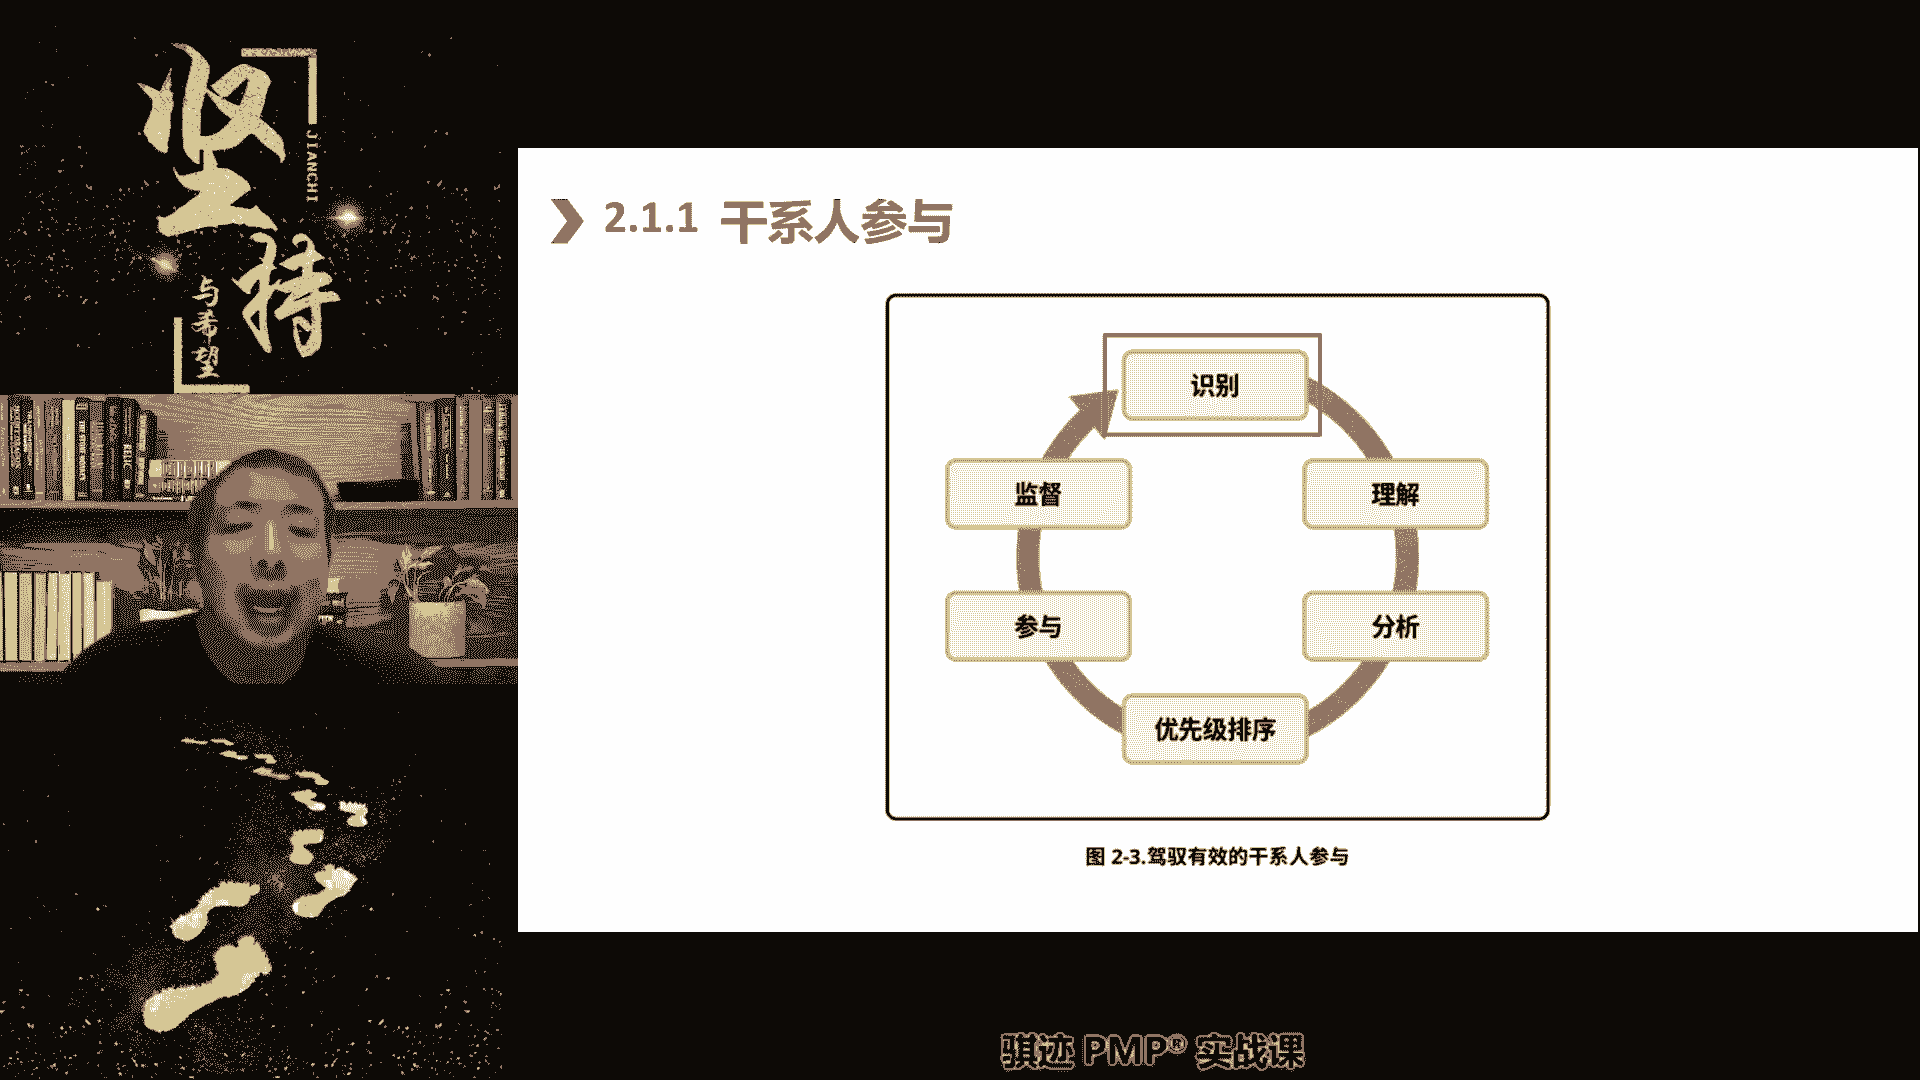 坚持
JIANCHI
与希望
2.1.1 干系人参与
识别
监督
理解
参与
分析
优先级排序
图 2-3.驾驭有效的干系人参与
骐迹 PMP® 实战课